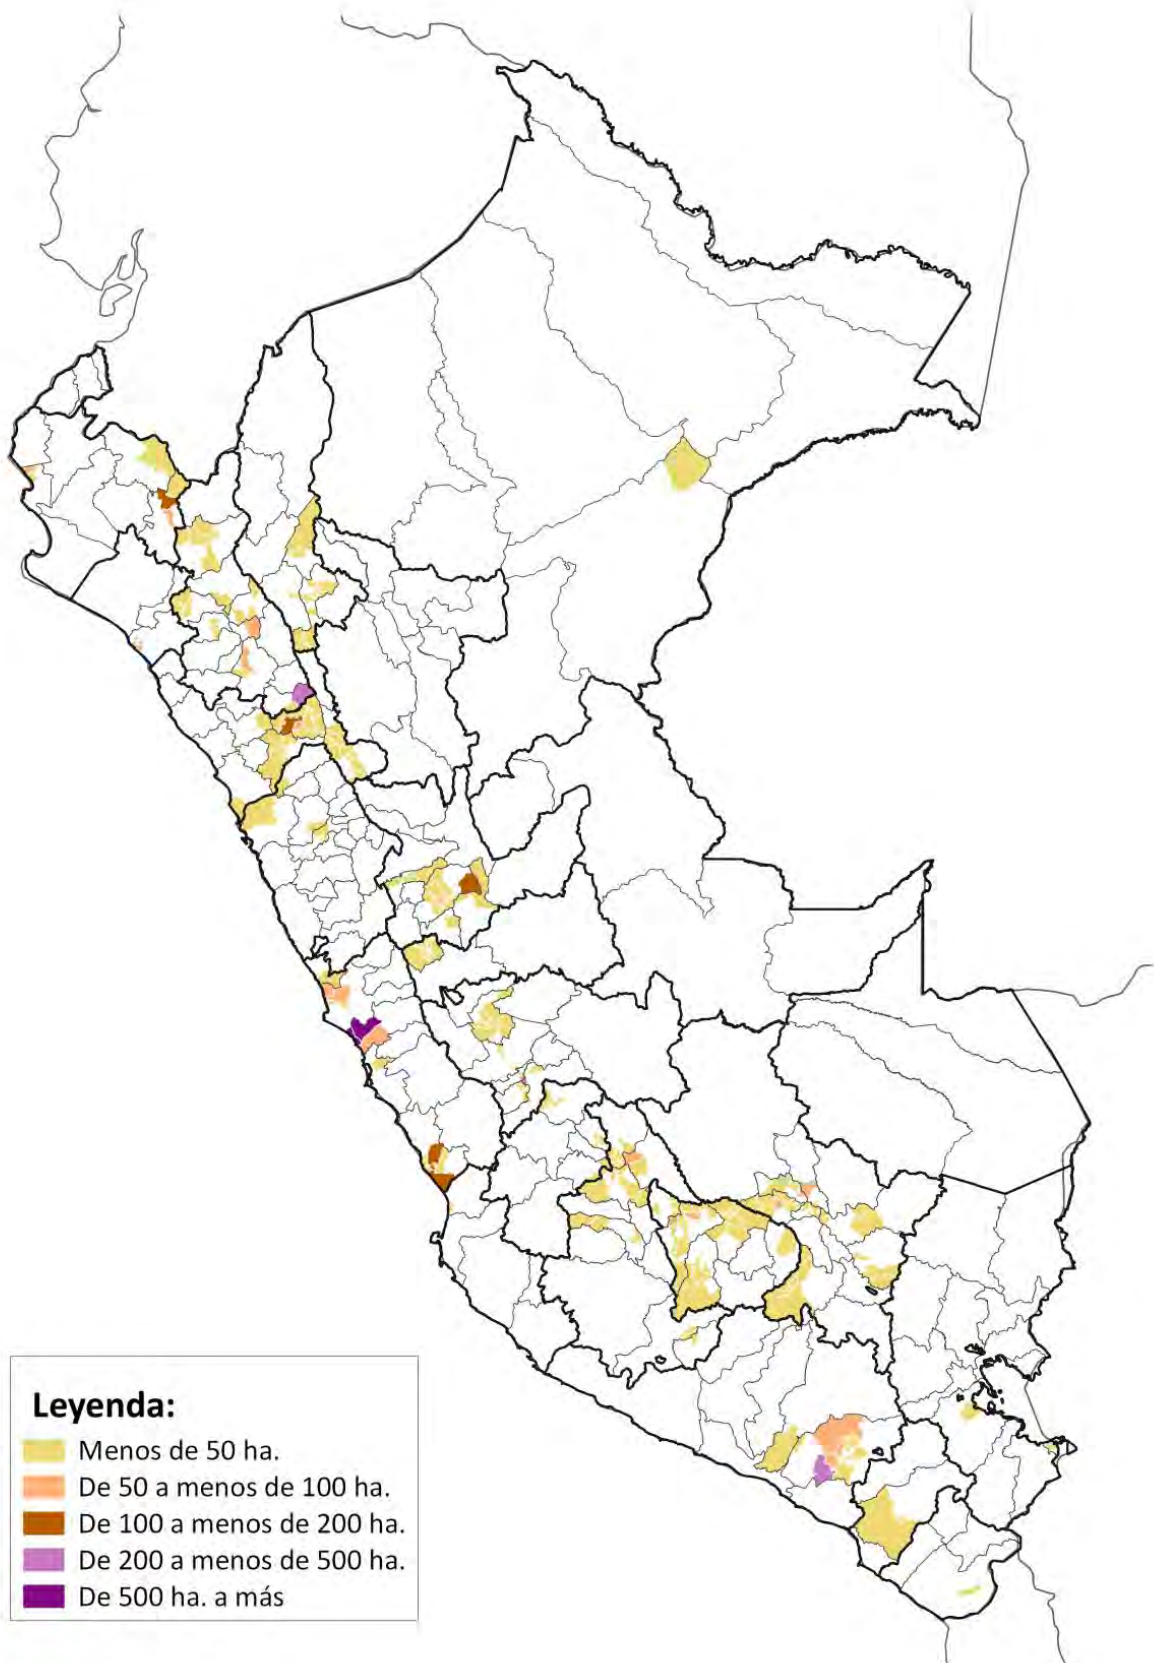 Leyenda:
Menos de 50 ha.
De 50 a menos de 100 ha.
De 100 a menos de 200 ha.
De 200 a menos de 500 ha.
De 500 ha. a más